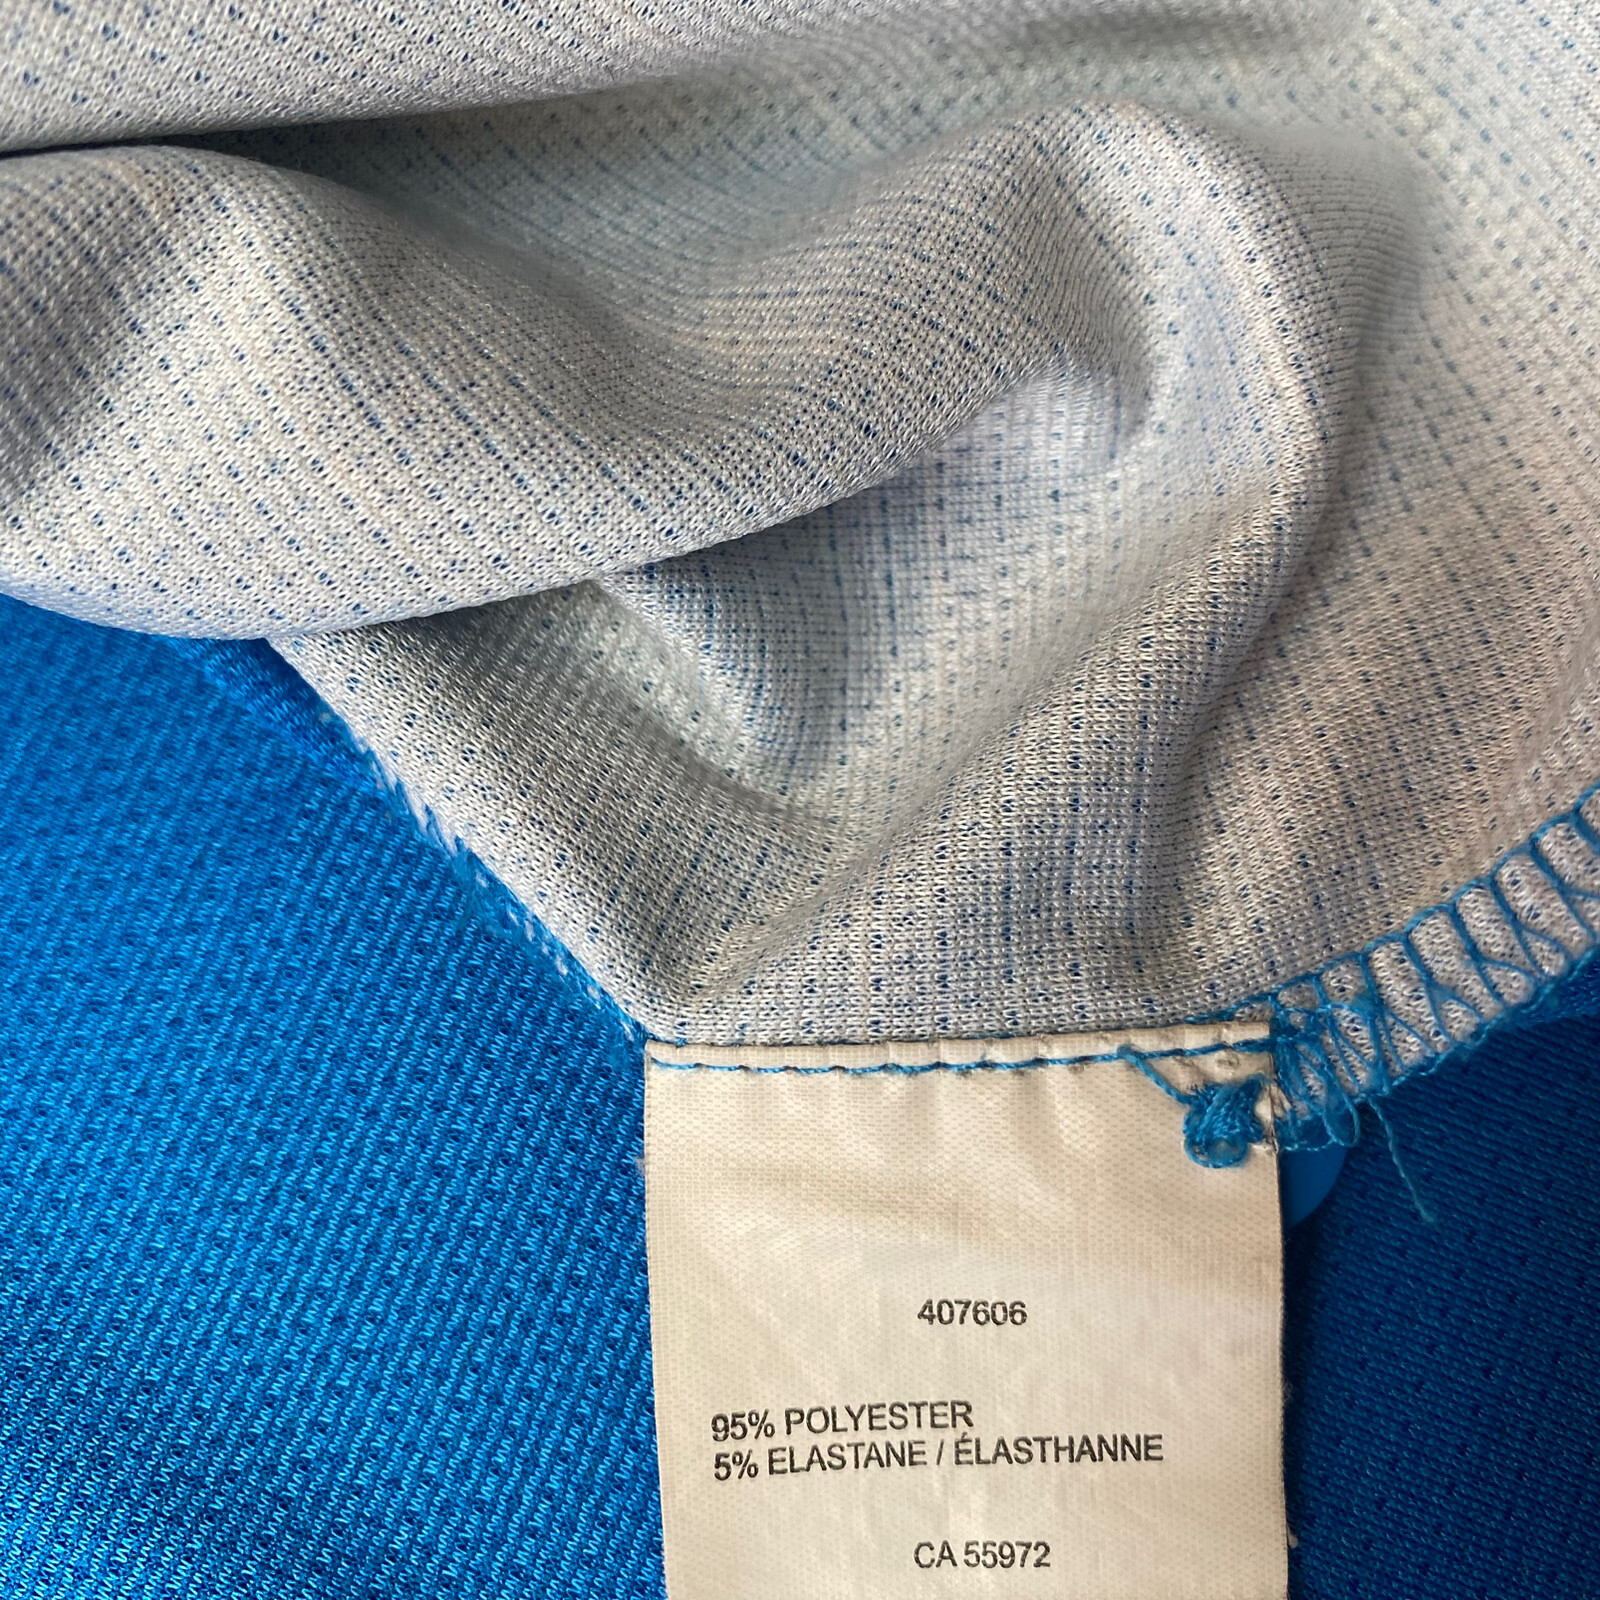 407606
95% POLYESTER
5% ELASTANE / ÉLASTHANNE
CA 55972